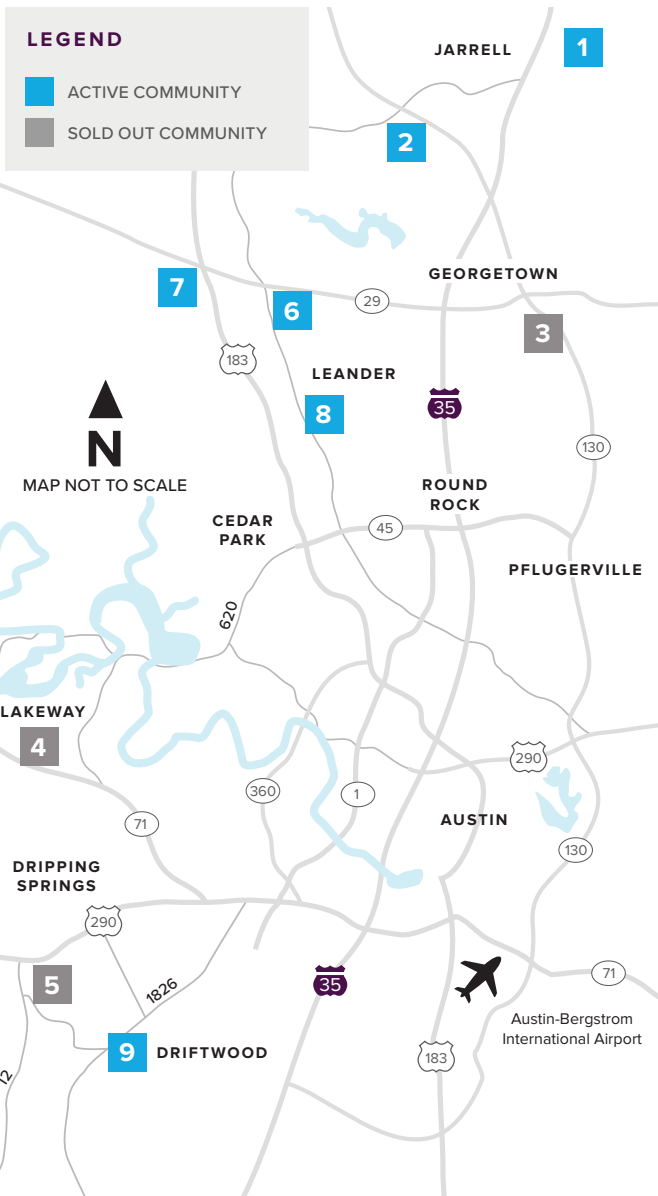 LEGEND
ACTIVE COMMUNITY
SOLD OUT COMMUNITY
JARRELL
1
2
GEORGETOWN
7
6
29
3
183
LEANDER
8
35
130
N
MAP NOT TO SCALE
ROUND
ROCK
CEDAR
PARK
45
PFLUGERVILLE
620
LAKEWAY
4
290
360
1
71
AUSTIN
130
DRIPPING
SPRINGS
290
5
1826
35
71
Austin-Bergstrom
International Airport
9
DRIFTWOOD
183
12